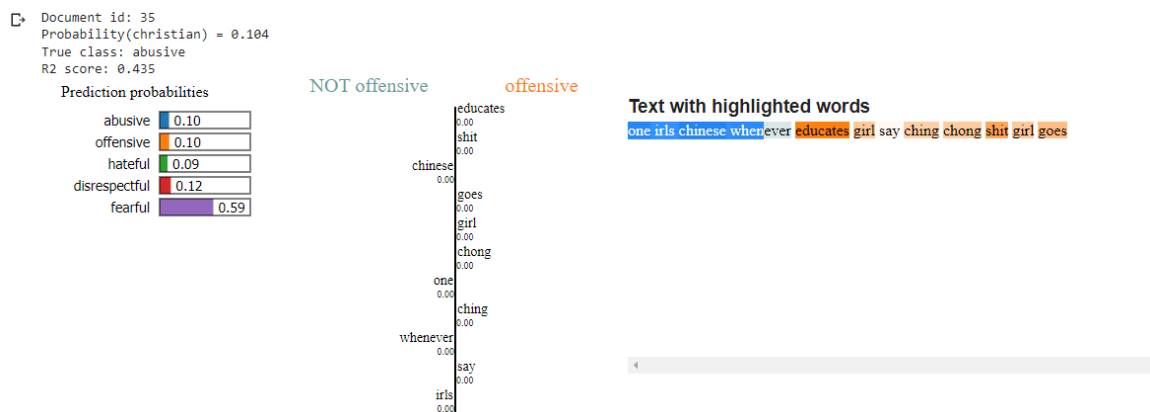 Document id: 35
Probability(christian) = 0.104
True class: abusive
R2 score: 0.435
Prediction probabilities
abusive 0.10
offensive 0.10
hateful 0.09
disrespectful 0.12
fearful 0.59
NOT offensive offensive
educates
0.00
shit
0.00
chinese
0.00
goes
0.00
girl
0.00
chong
0.00
one
0.00
ching
0.00
whenever
0.00
say
0.00
irls
0.00
Text with highlighted words
one irls chinese whenever educates girl say ching chong shit girl goes